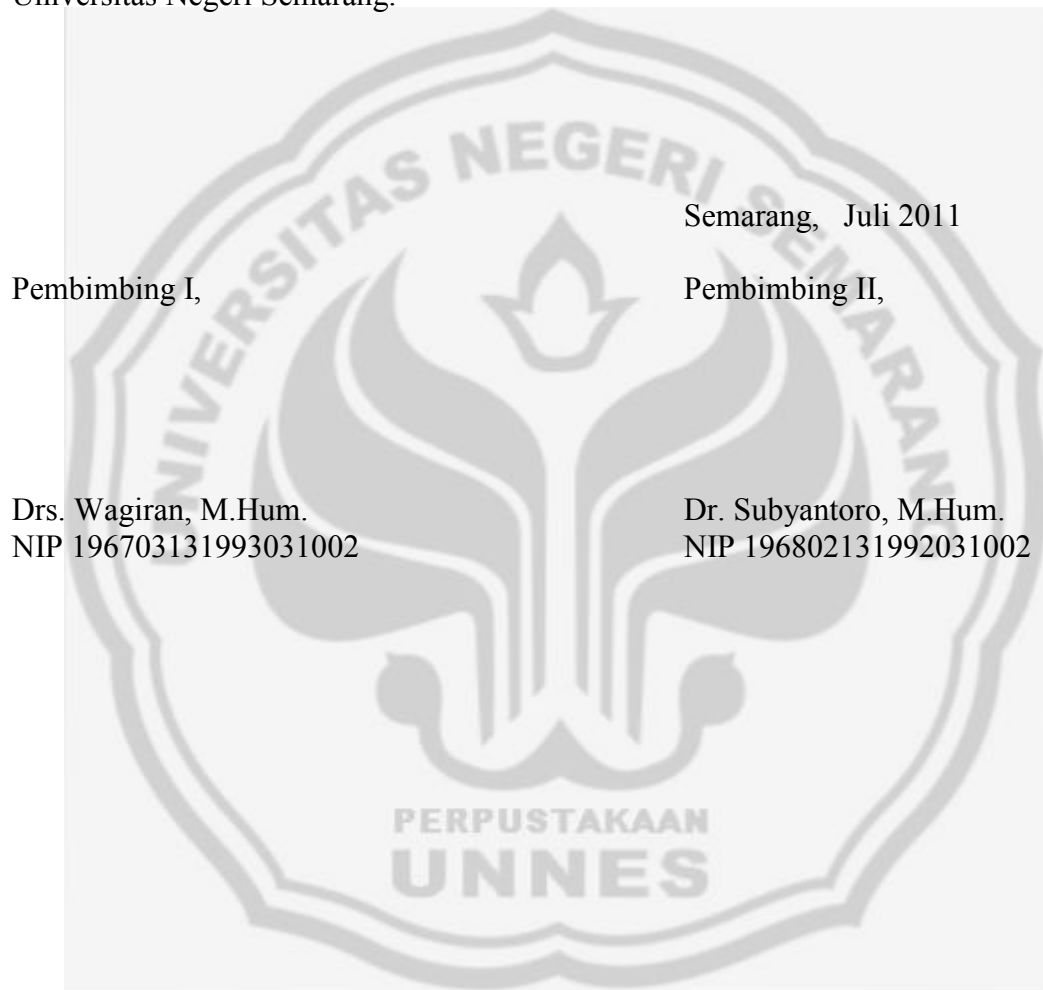 Universitas Negeri Semarang.
UNIVERSITAS NEGERI SEMARANG
Semarang, Juli 2011
Pembimbing I, Pembimbing II,
Drs. Wagiran, M.Hum. Dr. Subyantoro, M.Hum.
NIP 196703131993031002 NIP 196802131992031002
PERPUSTAKAAN
UNNES